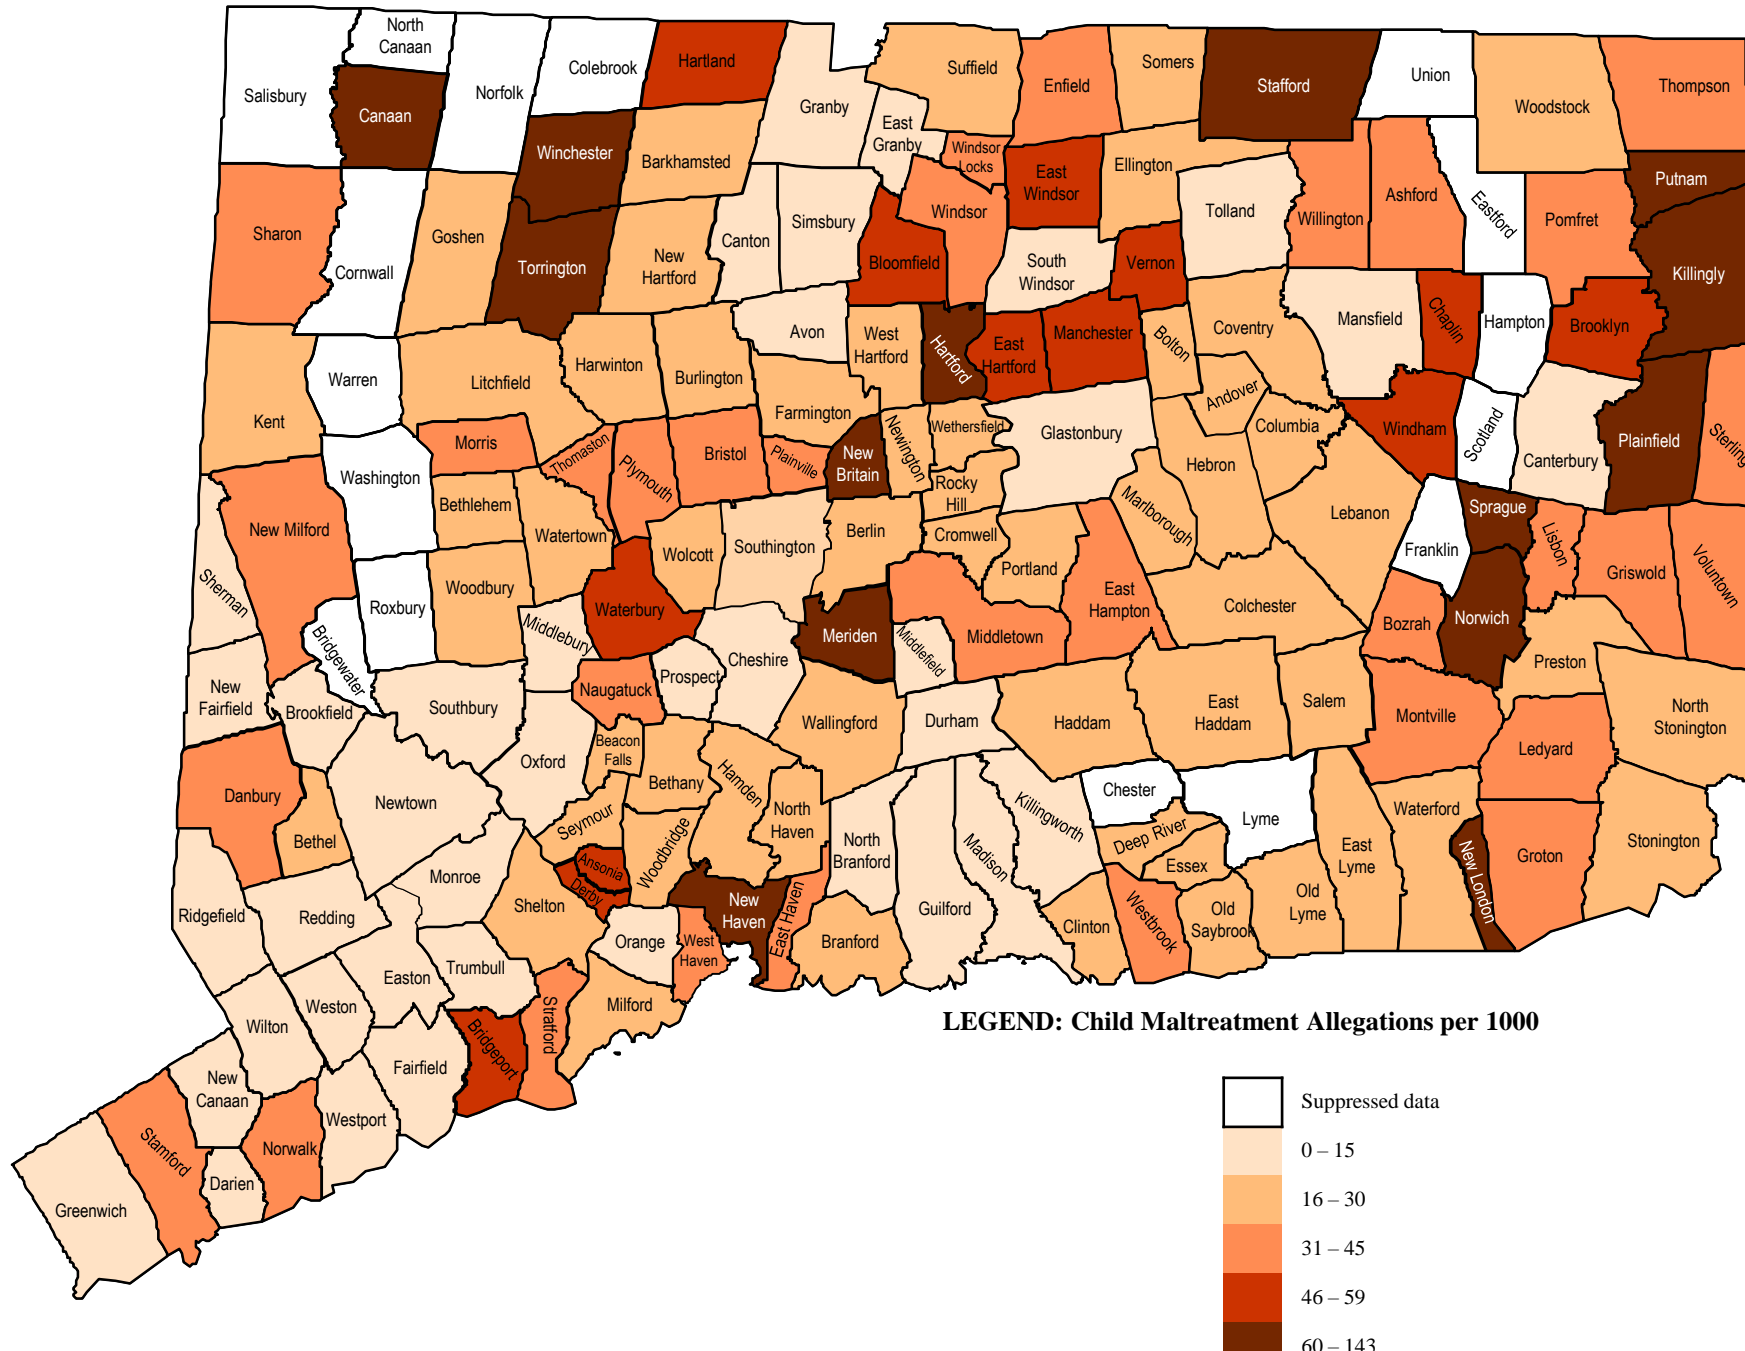 North
Canaan
Salisbury
Canaan
Norfolk
Colebrook
Hartland
Granby
East
Granby
Suffield
Enfield
Somers
Stafford
Union
Woodstock
Thompson
Winchester
Barkhamsted
Windsor
Locks
East
Windsor
Ellington
Tolland
Willington
Ashford
Eastford
Pomfret
Putnam
Killingly
Sharon
Cornwall
Goshen
Torrington
New
Hartford
Canton
Simsbury
Bloomfield
Windsor
South
Windsor
Vernon
Mansfield
Chaplin
Hampton
Brooklyn
Kent
Warren
Litchfield
Harwinton
Burlington
Avon
West
Hartford
Hartford
East
Hartford
Manchester
Bolton
Coventry
Andover
Columbia
Windham
Scotland
Canterbury
Plainfield
Sterling
Washington
Morris
Thomaston
Plymouth
Bristol
Plainville
Farmington
New
Britain
Newington
Wethersfield
Rocky
Hill
Glastonbury
Marlborough
Hebron
Lebanon
Franklin
Sprague
Lisbon
Griswold
Voluntown
New Milford
Sherman
Bethlehem
Watertown
Wolcott
Southington
Berlin
Cromwell
Portland
East
Hampton
Colchester
Bozrah
Norwich
Preston
North
Stonington
Roxbury
Woodbury
Bridgewater
Middlebury
Waterbury
Naugatuck
Prospect
Cheshire
Meriden
Middlefield
Middletown
Haddam
East
Haddam
Salem
Montville
Ledyard
New
Fairfield
Brookfield
Southbury
Oxford
Beacon
Falls
Bethany
Hamden
Wallingford
Durham
Danbury
Bethel
Newtown
Seymour
Woodbridge
North
Haven
North
Branford
Guilford
Madison
Killingworth
Chester
Deep River
Essex
Lyme
East
Lyme
Waterford
New London
Groton
Stonington
Ridgefield
Redding
Monroe
Shelton
Ansonia
Derby
Orange
West
Haven
New
Haven
East Haven
Branford
Clinton
Westbrook
Old
Saybrook
Old
Lyme
Wilton
Weston
Easton
Trumbull
Stratford
Milford
Bridgeport
Fairfield
Westport
Norwalk
New
Canaan
Darien
Stamford
Greenwich
LEGEND: Child Maltreatment Allegations per 1000
Suppressed data
0 – 15
16 – 30
31 – 45
46 – 59
60 – 143